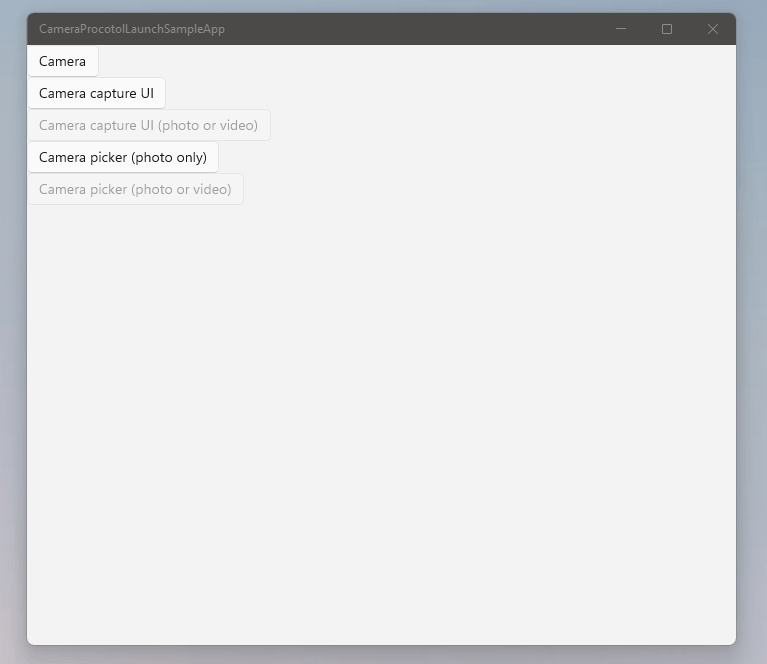 CameraProcotolLaunchSampleApp
Camera
Camera capture UI
Camera capture UI (photo or video)
Camera picker (photo only)
Camera picker (photo or video)